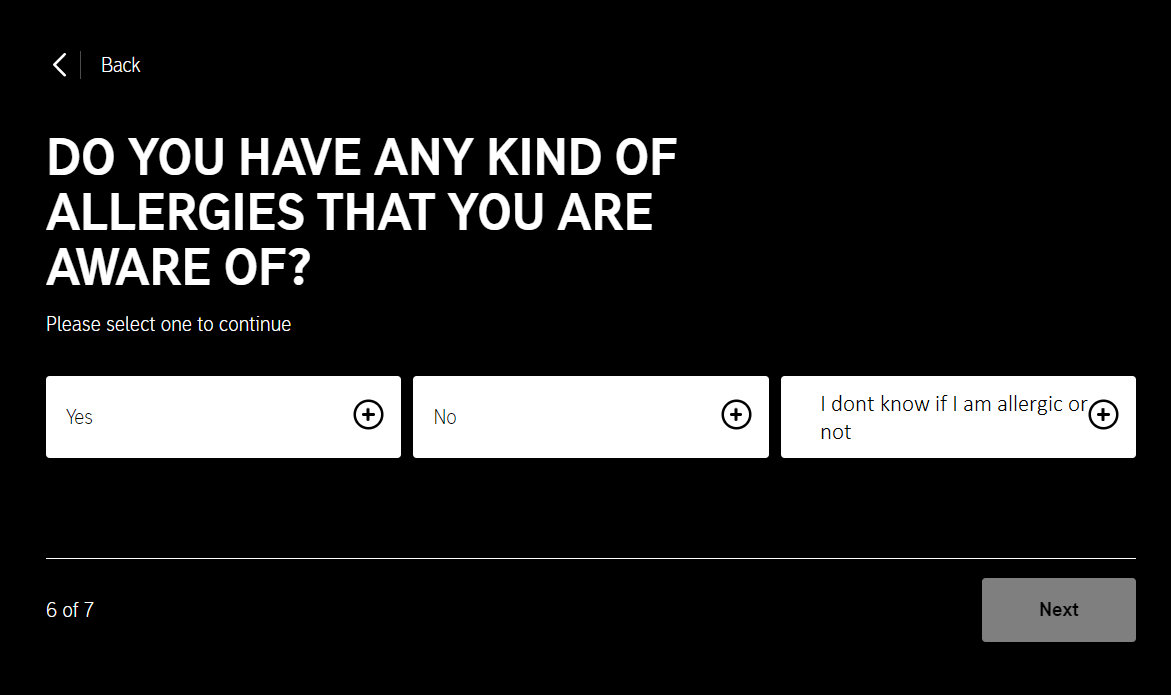 Back
DO YOU HAVE ANY KIND OF
ALLERGIES THAT YOU ARE
AWARE OF?
Please select one to continue
Yes
No
I dont know if I am allergic or
not
6 of 7
Next